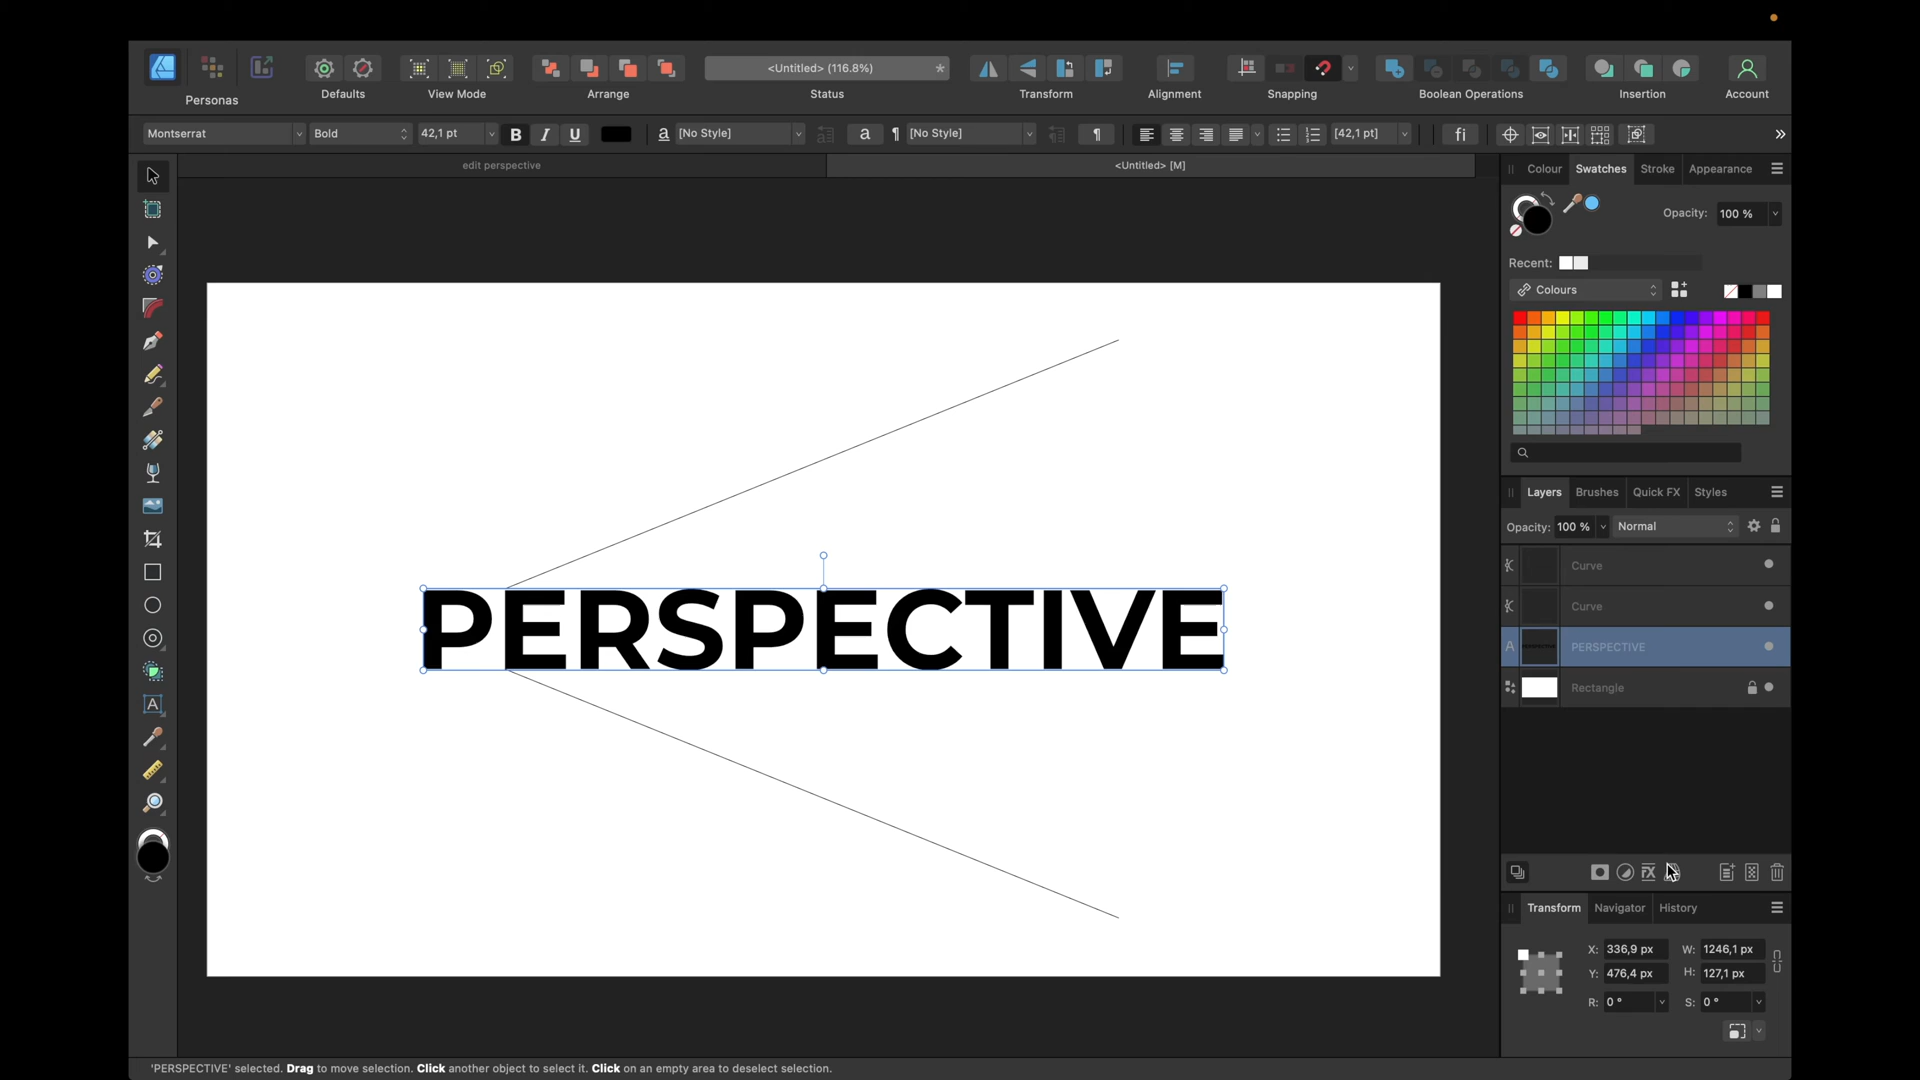 <Untitled> (116.8%)
*
Personas
Defaults
View Mode
Arrange
Status
Transform
Alignment
Snapping
Boolean Operations
Insertion
Account
Montserrat
Bold
42,1 pt
B
I
U
a
[No Style]
a
¶
[No Style]
¶
[42,1 pt]
fi
edit perspective
<Untitled> [M]
Colour
Swatches
Stroke
Appearance
Opacity:
100 %
Recent:
Colours
PERSPECTIVE
Layers
Brushes
Quick FX
Styles
Opacity:
100 %
Normal
Curve
Curve
A
PERSPECTIVE
Rectangle
FX
Transform
Navigator
History
X: 336,9 px
W: 1246,1 px
Y: 476,4 px
H: 127,1 px
R: 0 °
S: 0 °
A
'PERSPECTIVE' selected. Drag to move selection. Click another object to select it. Click on an empty area to deselect selection.